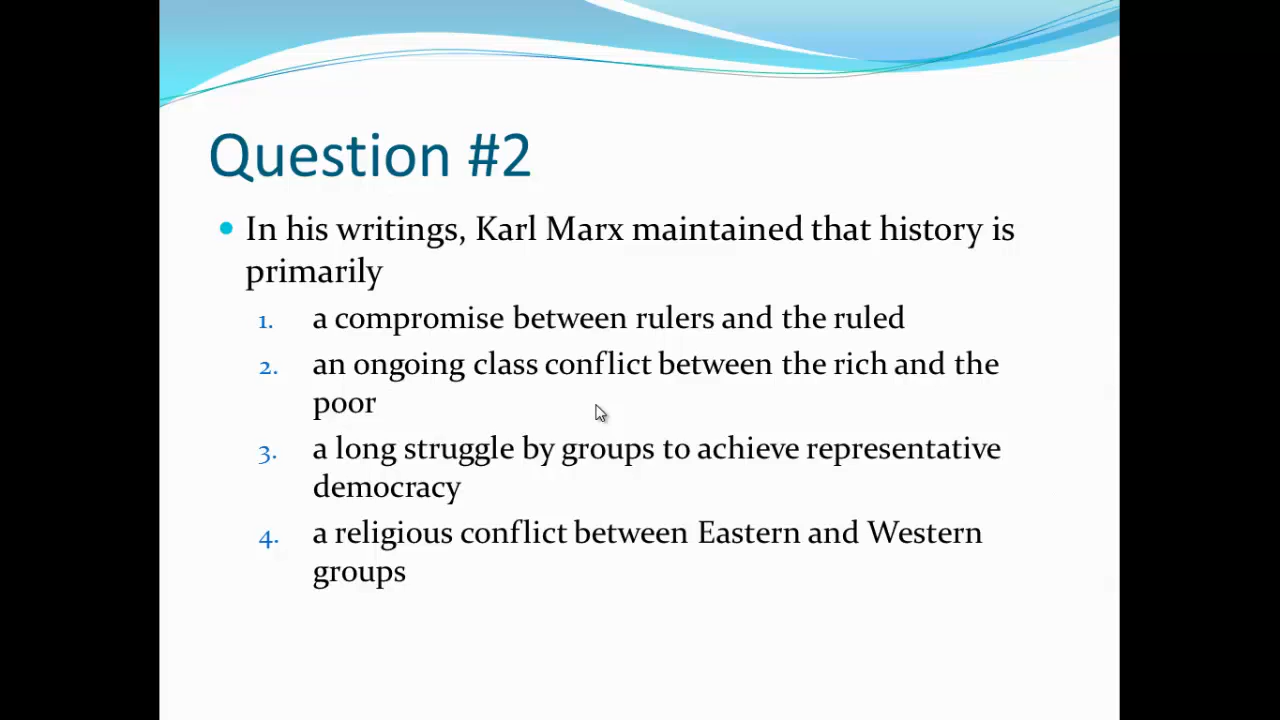 Question #2
• In his writings, Karl Marx maintained that history is
primarily
1. a compromise between rulers and the ruled
2. an ongoing class conflict between the rich and the
poor
3. a long struggle by groups to achieve representative
democracy
4. a religious conflict between Eastern and Western
groups